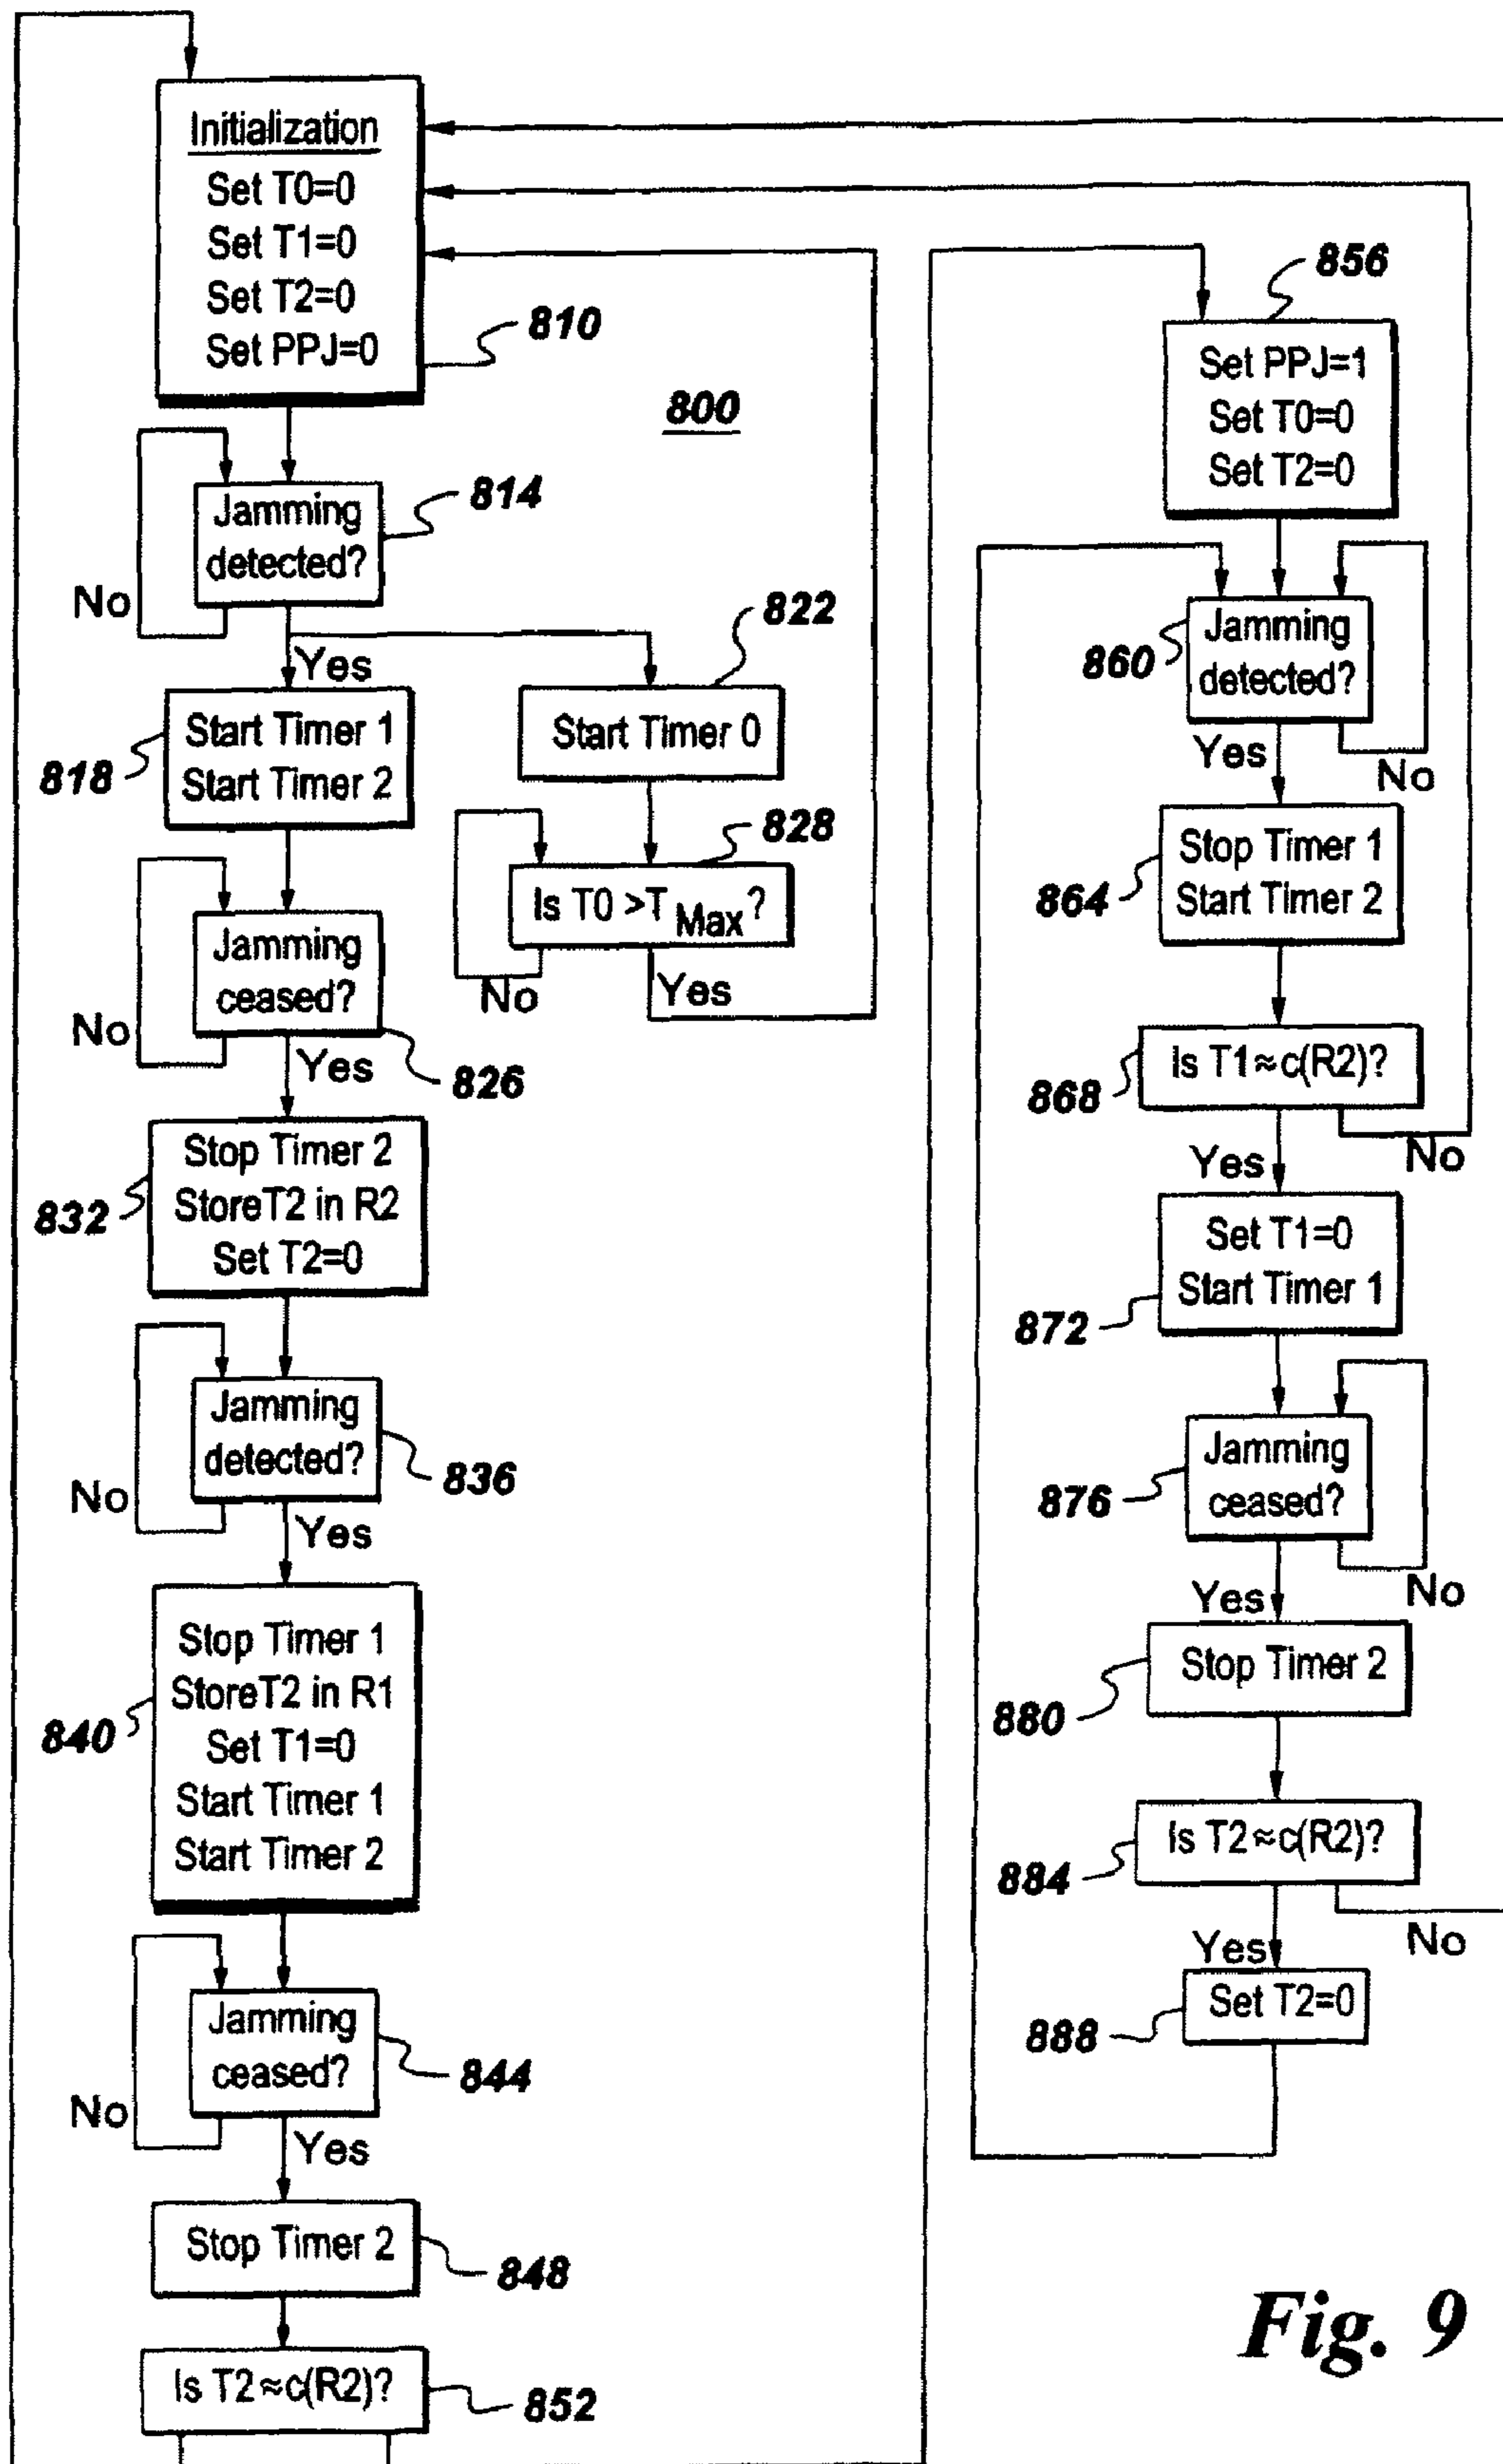 Initialization
Set T0=0
Set T1=0
Set T2=0
Set PPJ=0
810
800
Jamming
detected?
814
No
Yes
Start Timer 1
Start Timer 2
818
822
Start Timer 0
828
Is T0 >T Max ?
No
Yes
Jamming
ceased?
No
Yes
826
Stop Timer 2
StoreT2 in R2
Set T2=0
832
Jamming
detected?
836
No
Yes
Stop Timer 1
StoreT2 in R1
Set T1=0
Start Timer 1
Start Timer 2
840
Jamming
ceased?
844
No
Yes
Stop Timer 2
848
Is T2≈c(R2)?
852
856
Set PPJ=1
Set T0=0
Set T2=0
Jamming
detected?
860
Yes
No
Stop Timer 1
Start Timer 2
864
Is T1≈c(R2)?
868
Yes
No
Set T1=0
Start Timer 1
872
Jamming
ceased?
876
Yes
No
Stop Timer 2
880
Is T2≈c(R2)?
884
Yes
No
Set T2=0
888
Fig. 9